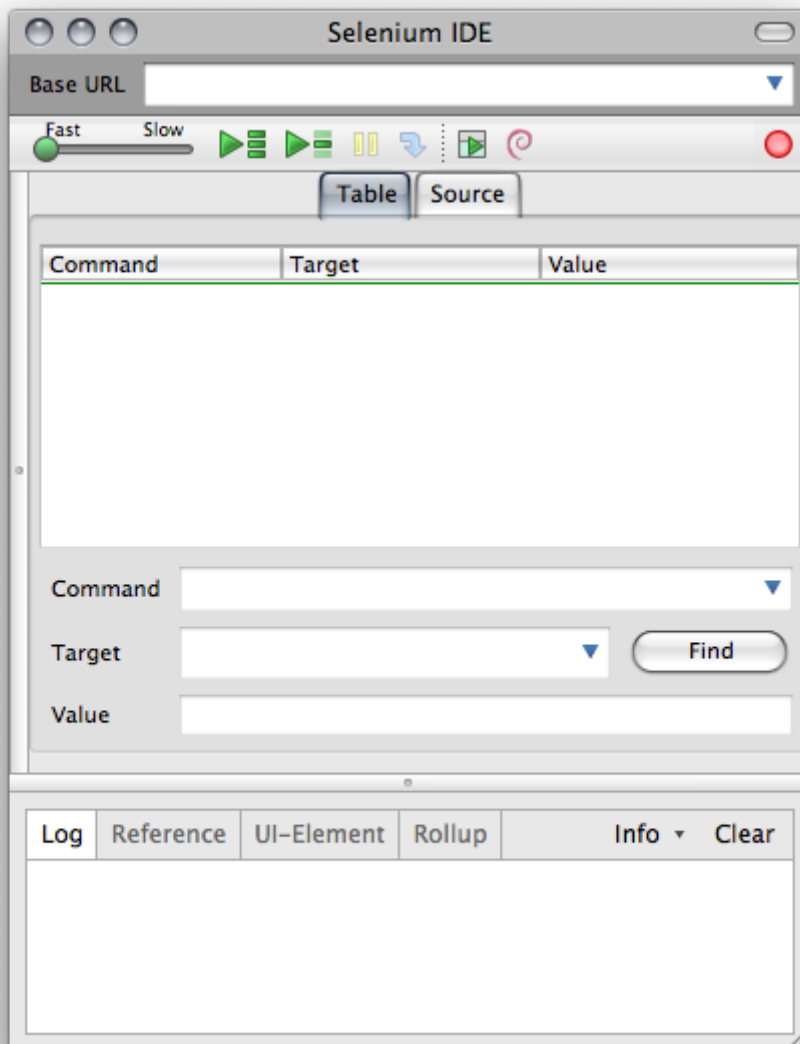 Selenium IDE
Base URL
Fast Slow
Table Source
Command Target Value
Command
Target Find
Value
Log Reference UI-Element Rollup Info Clear